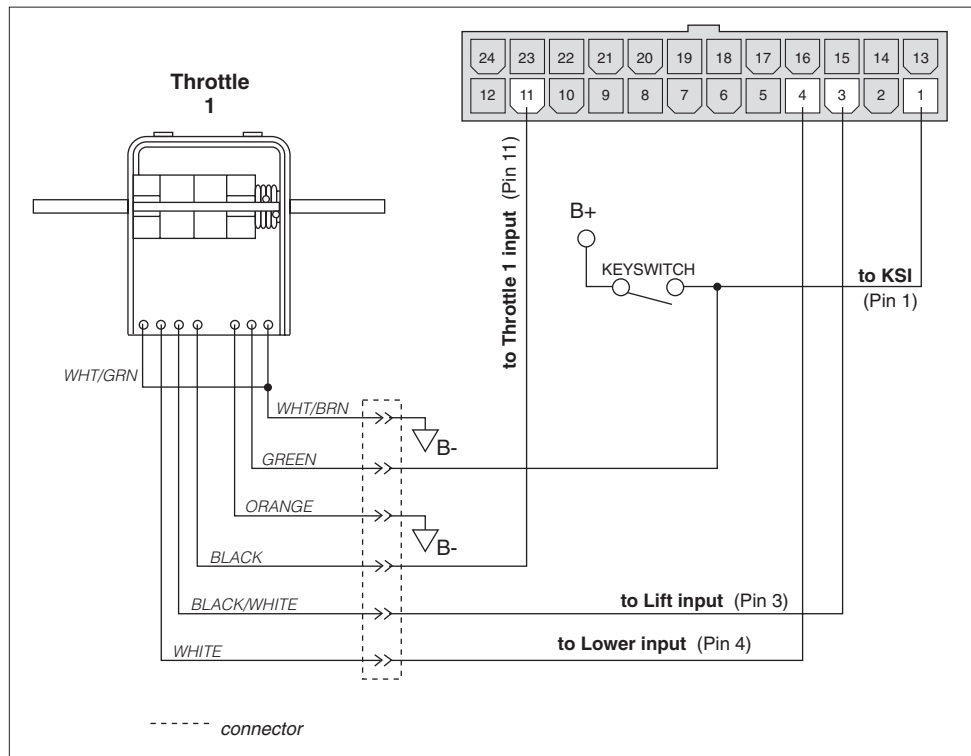 Throttle
1
24 23 22 21 20 19 18 17 16 15 14 13
12 11 10 9 8 7 6 5 4 3 2 1
to Throttle 1 input (Pin 11)
B+
KEYSWITCH
to KSI
(Pin 1)
WHT/GRN
WHT/BRN
B-
GREEN
ORANGE
B-
BLACK
BLACK/WHITE
to Lift input (Pin 3)
WHITE
to Lower input (Pin 4)
connector